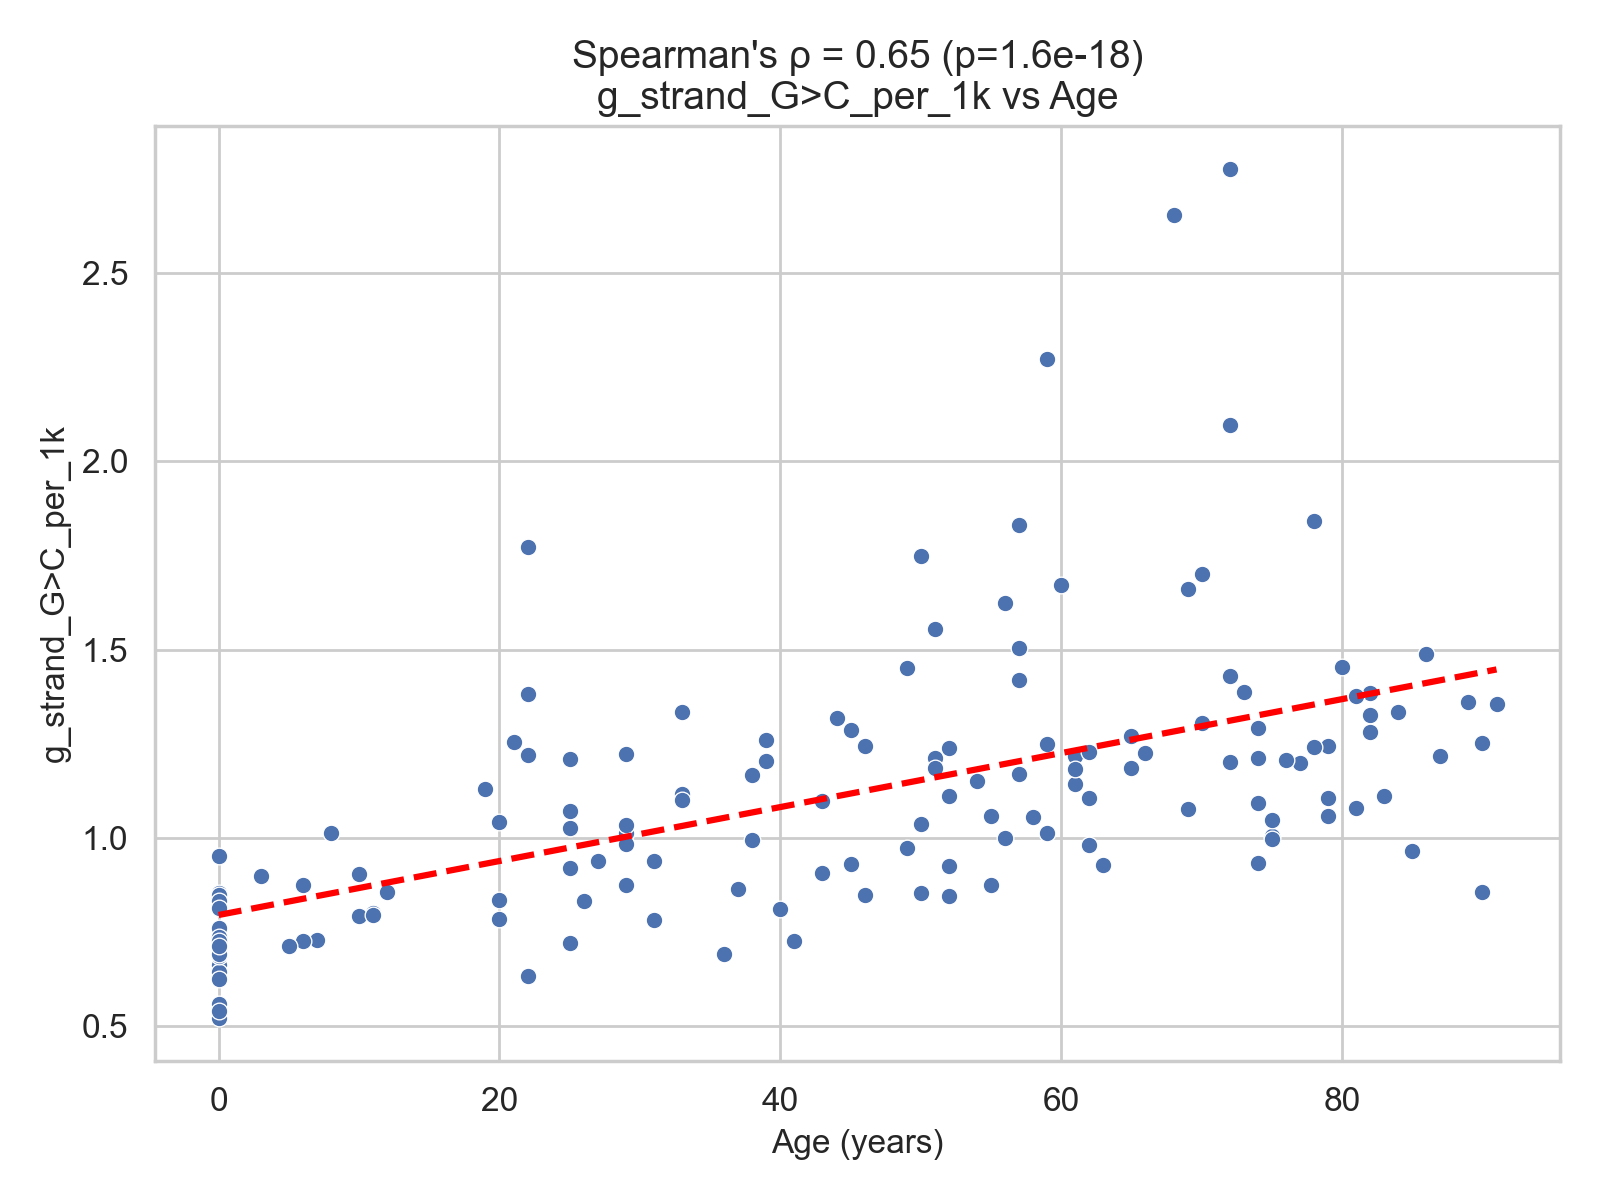 Spearman's ρ = 0.65 (p=1.6e-18)
g_strand_G>C_per_1k vs Age
g_strand_G>C_per_1k
2.5
2.0
1.5
1.0
0.5
0
20
40
60
80
Age (years)